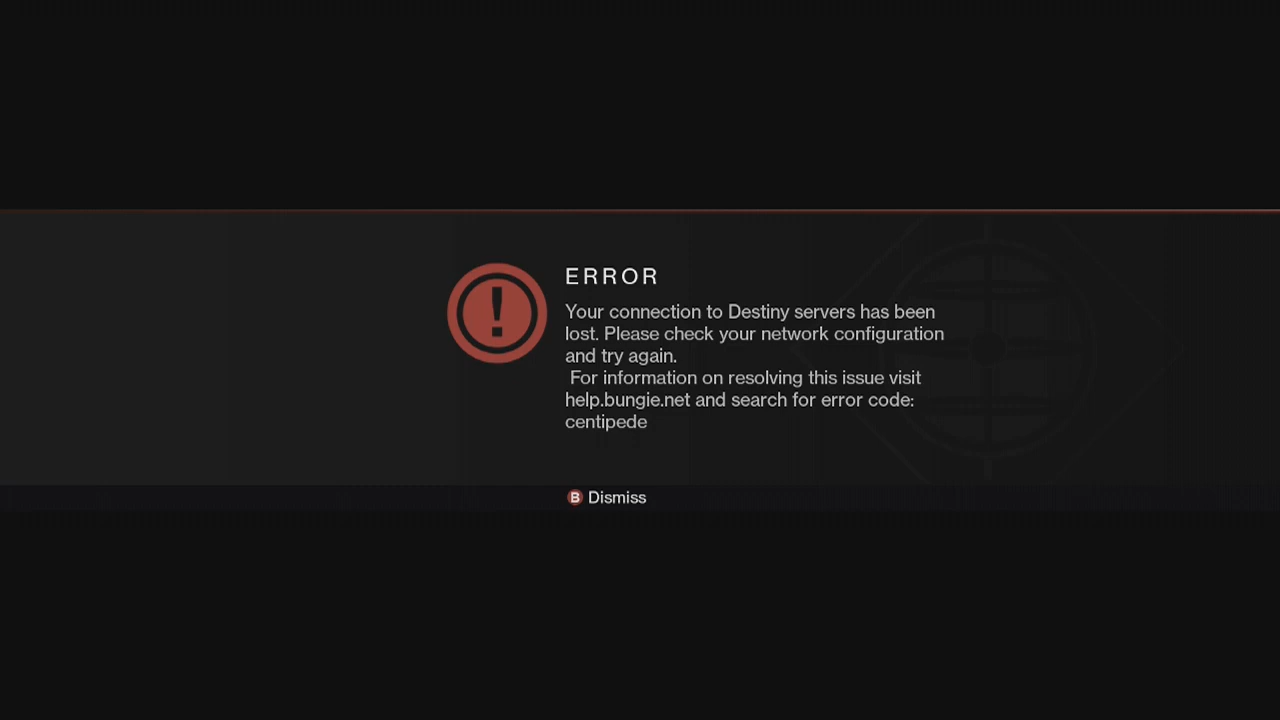 ERROR
Your connection to Destiny servers has been
lost. Please check your network configuration
and try again.
For information on resolving this issue visit
help.bungie.net and search for error code:
centipede
B Dismiss